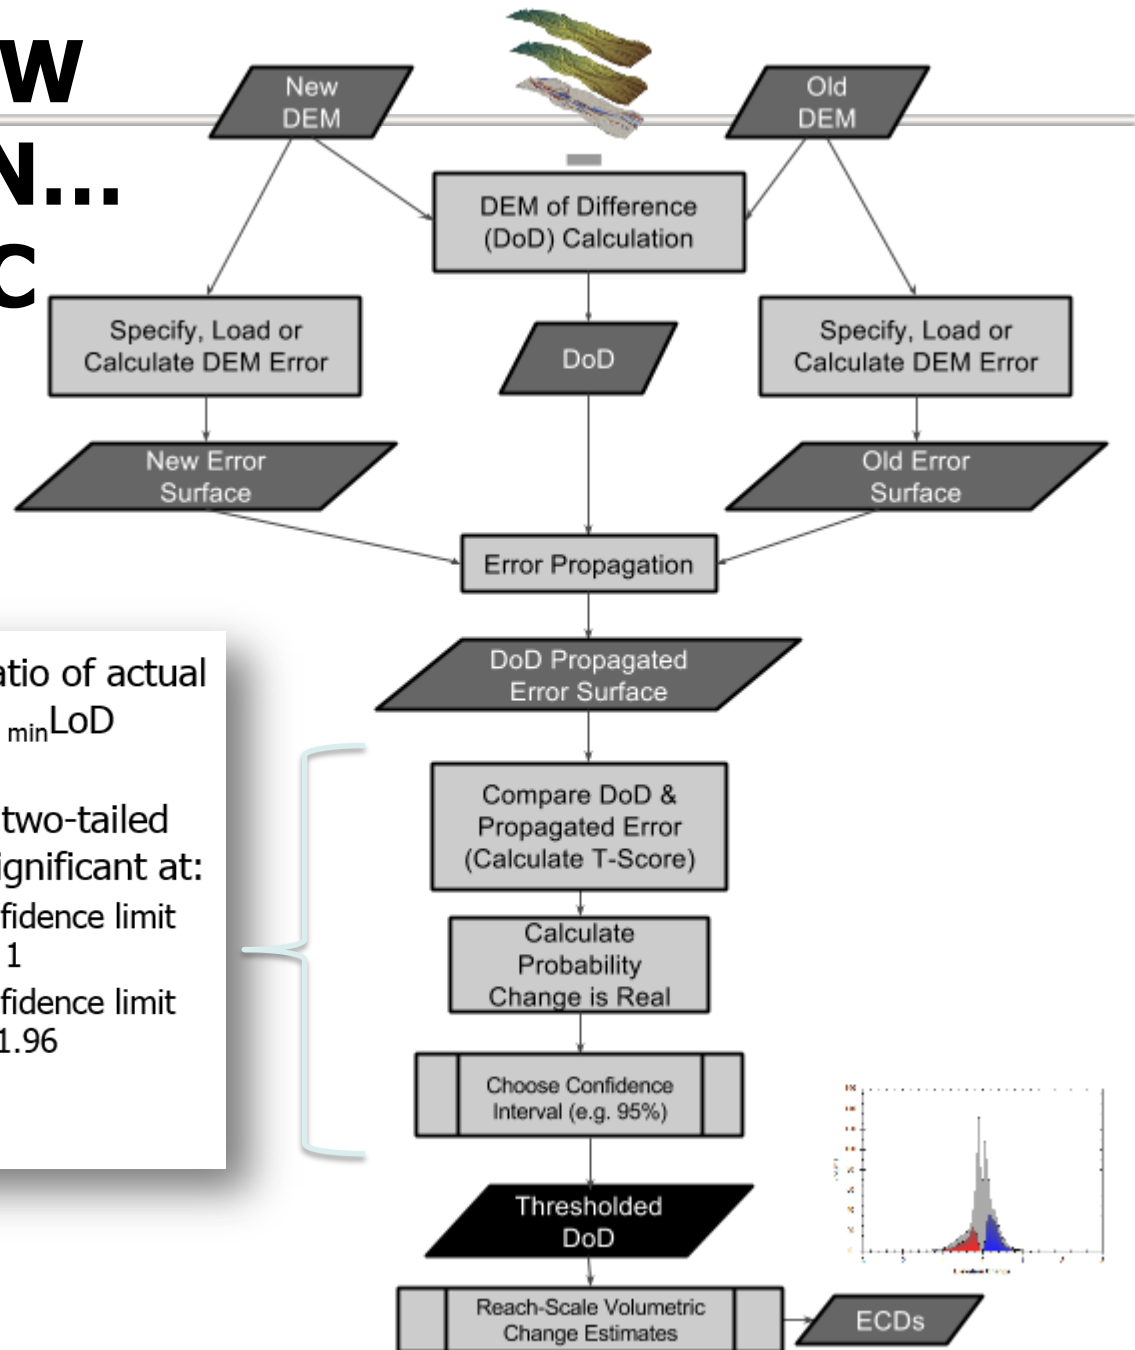 W
N...
C
New
DEM
Old
DEM
DEM of Difference
(DoD) Calculation
Specify, Load or
Calculate DEM Error
DoD
Specify, Load or
Calculate DEM Error
New Error
Surface
Old Error
Surface
Error Propagation
DoD Propagated
Error Surface
atio of actual
minLoD
two-tailed
ignificant at:
fidence limit
1
fidence limit
1.96
Compare DoD &
Propagated Error
(Calculate T-Score)
Calculate
Probability
Change is Real
Choose Confidence
Interval (e.g. 95%)
Thresholded
DoD
Reach-Scale Volumetric
Change Estimates
ECDs